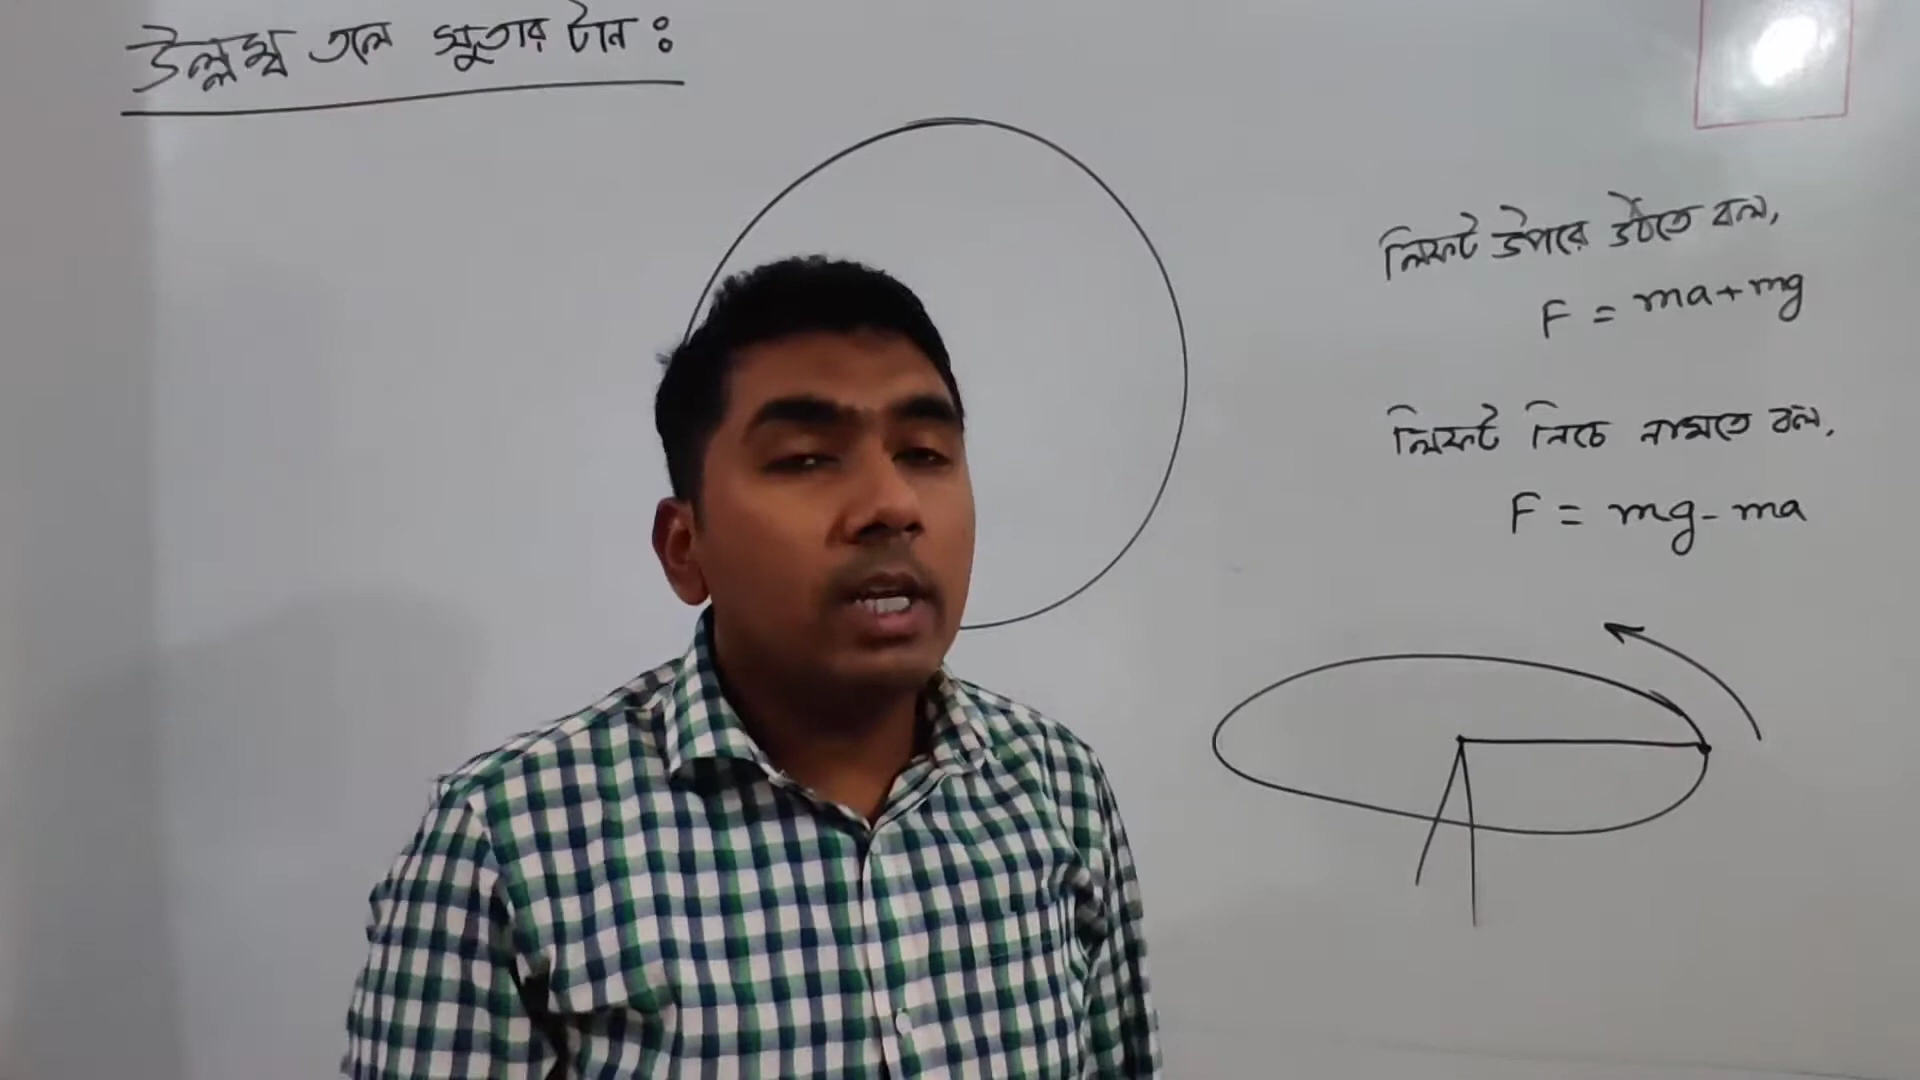 উল্লম্ব তলে সুতার টান :
লিফট উপরে উঠতে বল,
F = ma + mg
লিফট নিচে নামতে বল,
F = mg - ma